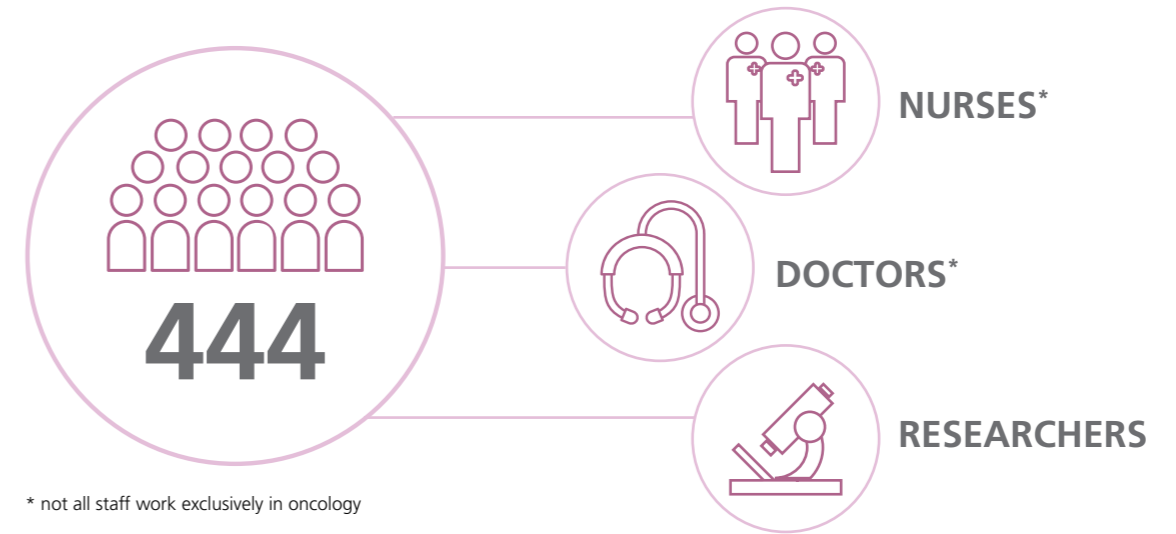 NURSES*
DOCTORS*
444
RESEARCHERS
* not all staff work exclusively in oncology